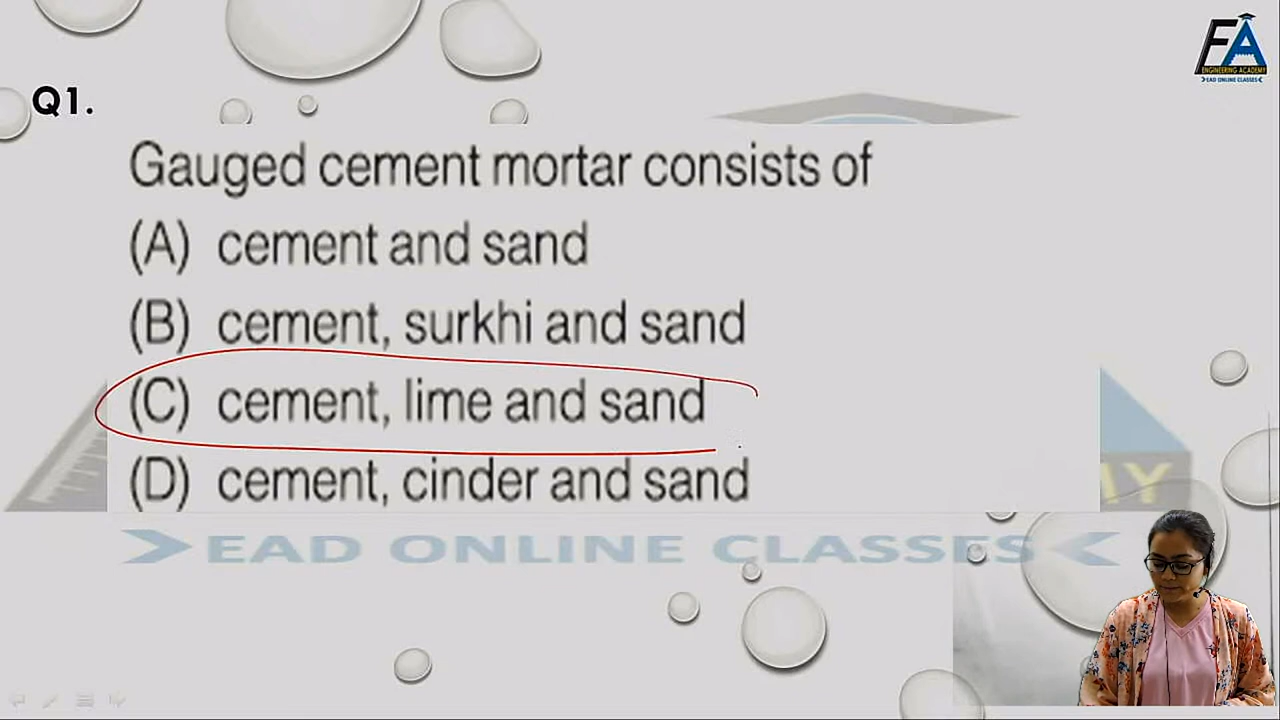 FA
ENGINEERING ACADEMY
EAD ONLINE CLASSES
Q1.
Gauged cement mortar consists of
(A) cement and sand
(B) cement, surkhi and sand
(C) cement, lime and sand
(D) cement, cinder and sand
MY
EAD ONLINE CLASSES